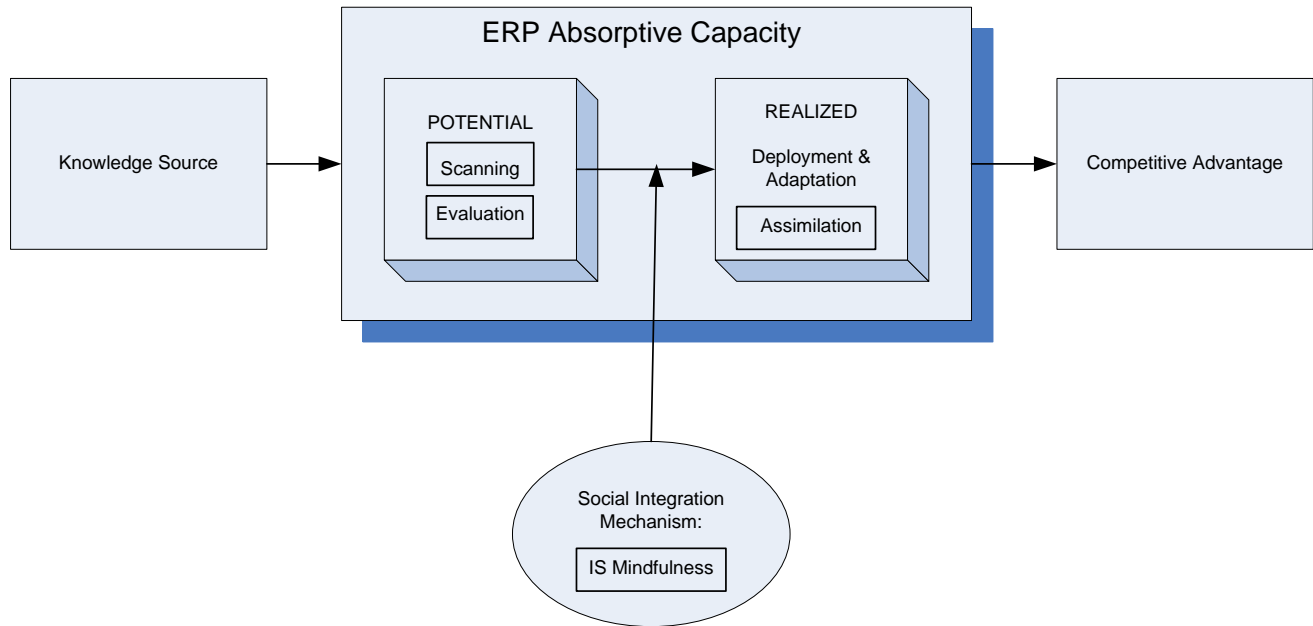 ERP Absorptive Capacity
Knowledge Source
POTENTIAL
Scanning
Evaluation
REALIZED
Deployment &
Adaptation
Assimilation
Competitive Advantage
Social Integration
Mechanism:
IS Mindfulness